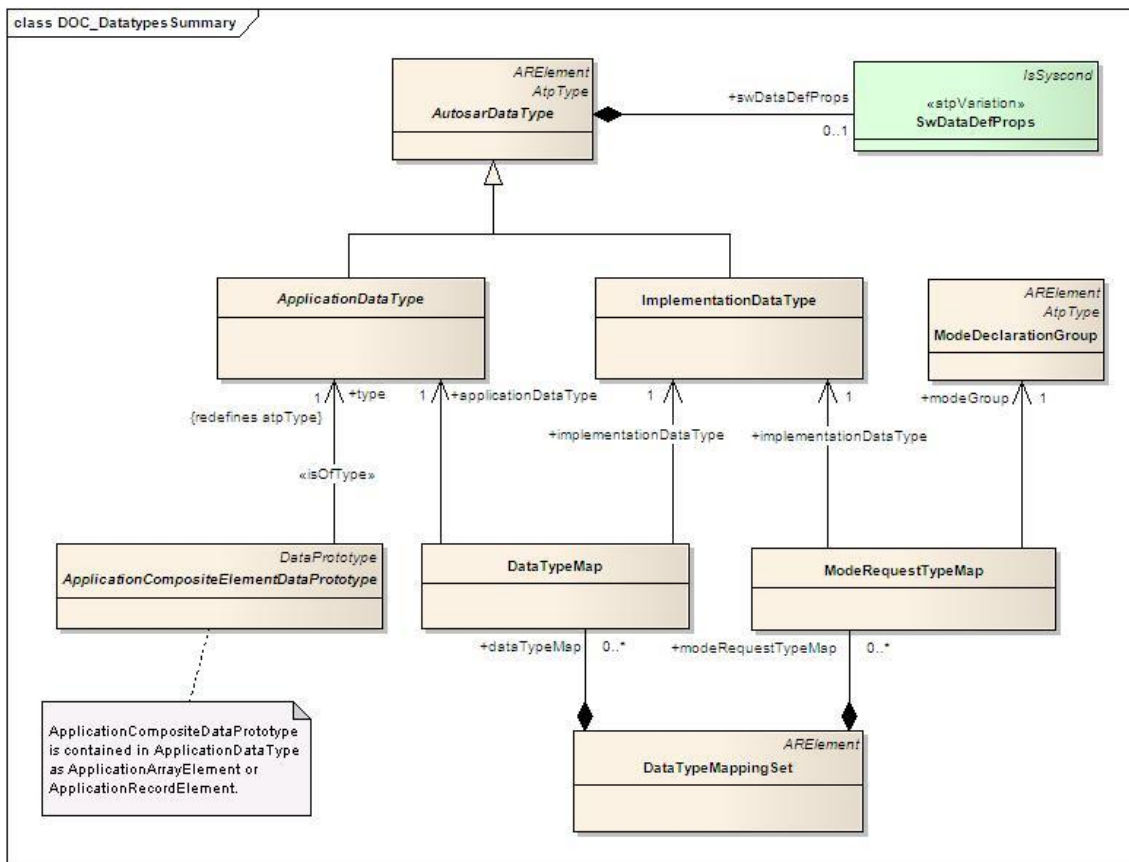 class DOC_DatatypesSummary
ARElement
AtpType
AutosarDataType
+swDataDefProps
0..1
IsSyscond
«atpVariation»
SwDataDefProps
ApplicationDataType
ImplementationDataType
ARElement
AtpType
ModeDeclarationGroup
1
+type
{redefines atpType}
1
+applicationDataType
1
+implementationDataType
1
+implementationDataType
+modeGroup
1
«isOfType»
DataPrototype
ApplicationCompositeElementDataPrototype
DataTypeMap
ModeRequestTypeMap
+dataTypeMap
0..*
+modeRequestTypeMap
0..*
ApplicationCompositeDataPrototype
is contained in ApplicationDataType
as ApplicationArrayElement or
ApplicationRecordElement.
ARElement
DataTypeMappingSet